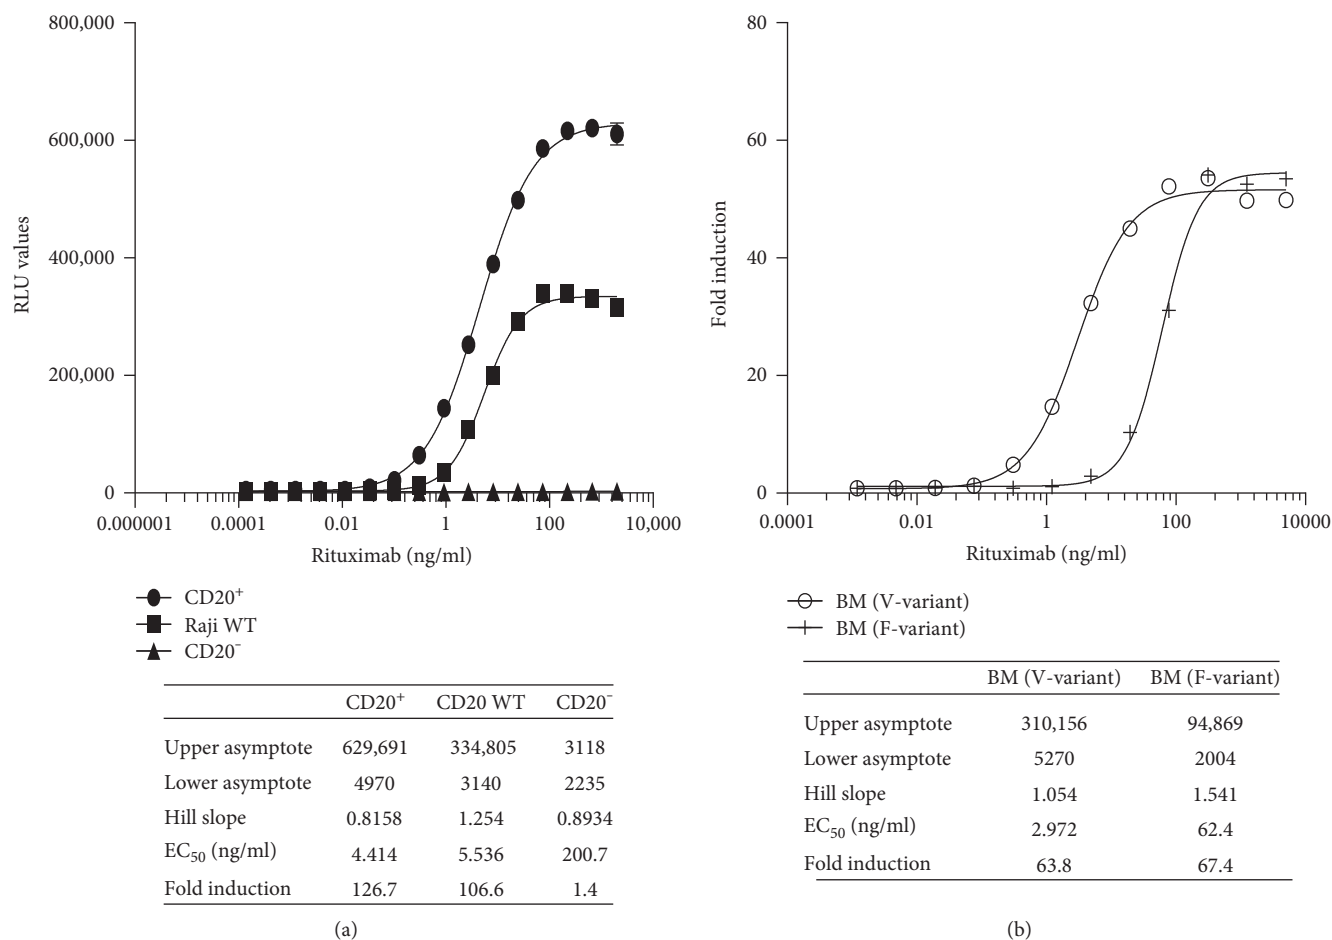 800,000
600,000
400,000
200,000
0
RLU values
0.000001
0.0001
0.01
1
100
10,000
Rituximab (ng/ml)
CD20⁺
Raji WT
CD20⁻
CD20⁺ CD20 WT CD20⁻
Upper asymptote 629,691 334,805 3118
Lower asymptote 4970 3140 2235
Hill slope 0.8158 1.254 0.8934
EC₅₀ (ng/ml) 4.414 5.536 200.7
Fold induction 126.7 106.6 1.4
(a)
80
60
40
20
0
Fold induction
0.0001
0.01
1
100
10000
Rituximab (ng/ml)
BM (V-variant)
BM (F-variant)
BM (V-variant) BM (F-variant)
Upper asymptote 310,156 94,869
Lower asymptote 5270 2004
Hill slope 1.054 1.541
EC₅₀ (ng/ml) 2.972 62.4
Fold induction 63.8 67.4
(b)